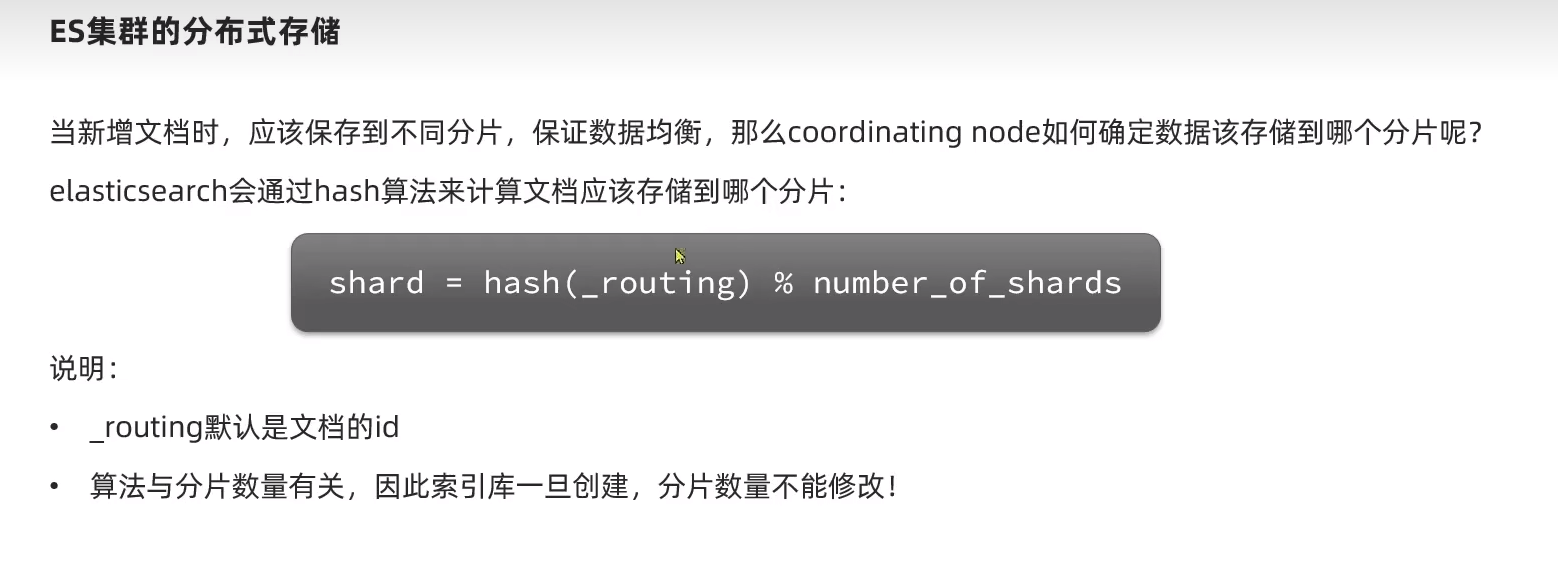 ES集群的分布式存储
当新增文档时，应该保存到不同分片，保证数据均衡，那么coordinating node如何确定数据该存储到哪个分片呢？
elasticsearch会通过hash算法来计算文档应该存储到哪个分片：
shard = hash(_routing) % number_of_shards
说明：
• _routing默认是文档的id
• 算法与分片数量有关，因此索引库一旦创建，分片数量不能修改！